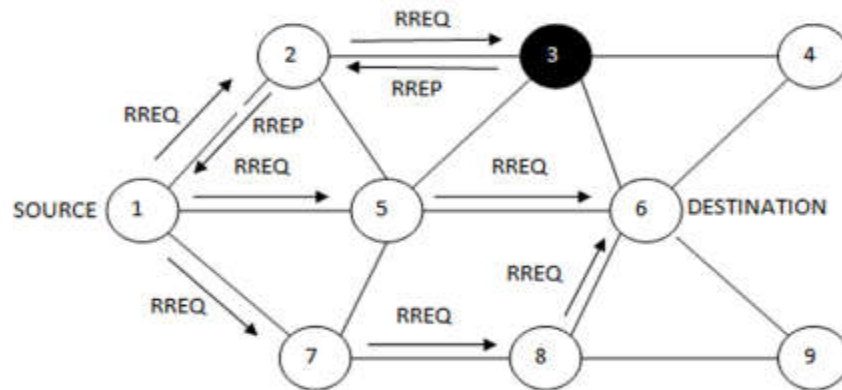 RREQ
2
3
4
RREP
RREQ
RREP
RREQ
RREQ
SOURCE
1
5
6
DESTINATION
RREQ
RREQ
RREQ
7
8
9